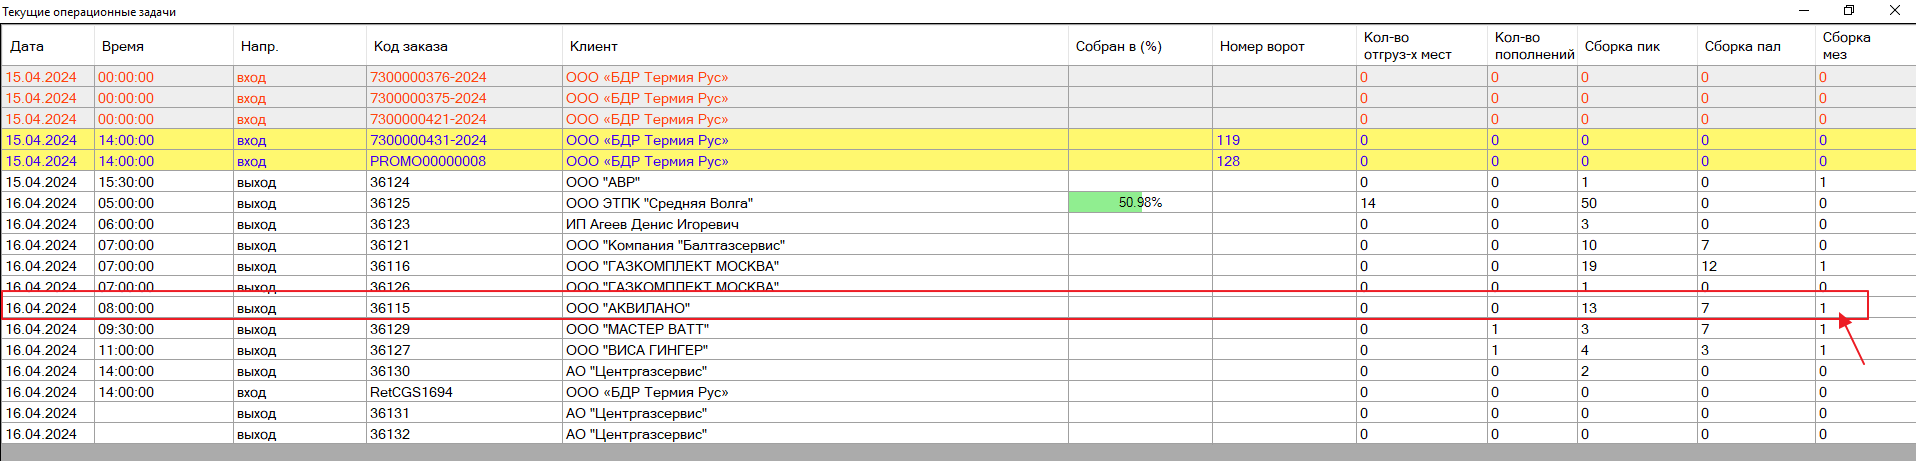 Текущие операционные задачи
Дата Время Напр. Код заказа Клиент Собран в (%) Номер ворот Кол-во отгруз-х мест Кол-во пополнений Сборка пик Сборка пал Сборка мез
15.04.2024 00:00:00 вход 7300000376-2024 ООО «БДР Термия Рус» 0 0 0 0 0
15.04.2024 00:00:00 вход 7300000375-2024 ООО «БДР Термия Рус» 0 0 0 0 0
15.04.2024 00:00:00 вход 7300000421-2024 ООО «БДР Термия Рус» 0 0 0 0 0
15.04.2024 14:00:00 вход 7300000431-2024 ООО «БДР Термия Рус» 119 0 0 0 0 0
15.04.2024 14:00:00 вход PROMO00000008 ООО «БДР Термия Рус» 128 0 0 0 0 0
15.04.2024 15:30:00 выход 36124 ООО "АВР" 0 0 1 0 1
16.04.2024 05:00:00 выход 36125 ООО ЭТПК "Средняя Волга" 50.98% 14 0 50 0 0
16.04.2024 06:00:00 выход 36123 ИП Агеев Денис Игоревич 0 0 3 0 0
16.04.2024 07:00:00 выход 36121 ООО "Компания "Балтгазсервис" 0 0 10 7 0
16.04.2024 07:00:00 выход 36116 ООО "ГАЗКОМПЛЕКТ МОСКВА" 0 0 19 12 1
16.04.2024 07:00:00 выход 36126 ООО "ГАЗКОМПЛЕКТ МОСКВА" 0 0 1 0 0
16.04.2024 08:00:00 выход 36115 ООО "АКВИЛАНО" 0 0 13 7 1
16.04.2024 09:30:00 выход 36129 ООО "МАСТЕР ВАТТ" 0 1 3 7 1
16.04.2024 11:00:00 выход 36127 ООО "ВИСА ГИНГЕР" 0 1 4 3 1
16.04.2024 14:00:00 выход 36130 АО "Центргазсервис" 0 0 2 0 0
16.04.2024 14:00:00 вход RetCGS1694 ООО «БДР Термия Рус» 0 0 0 0 0
16.04.2024 выход 36131 АО "Центргазсервис" 0 0 0 0 0
16.04.2024 выход 36132 АО "Центргазсервис" 0 0 0 0 0